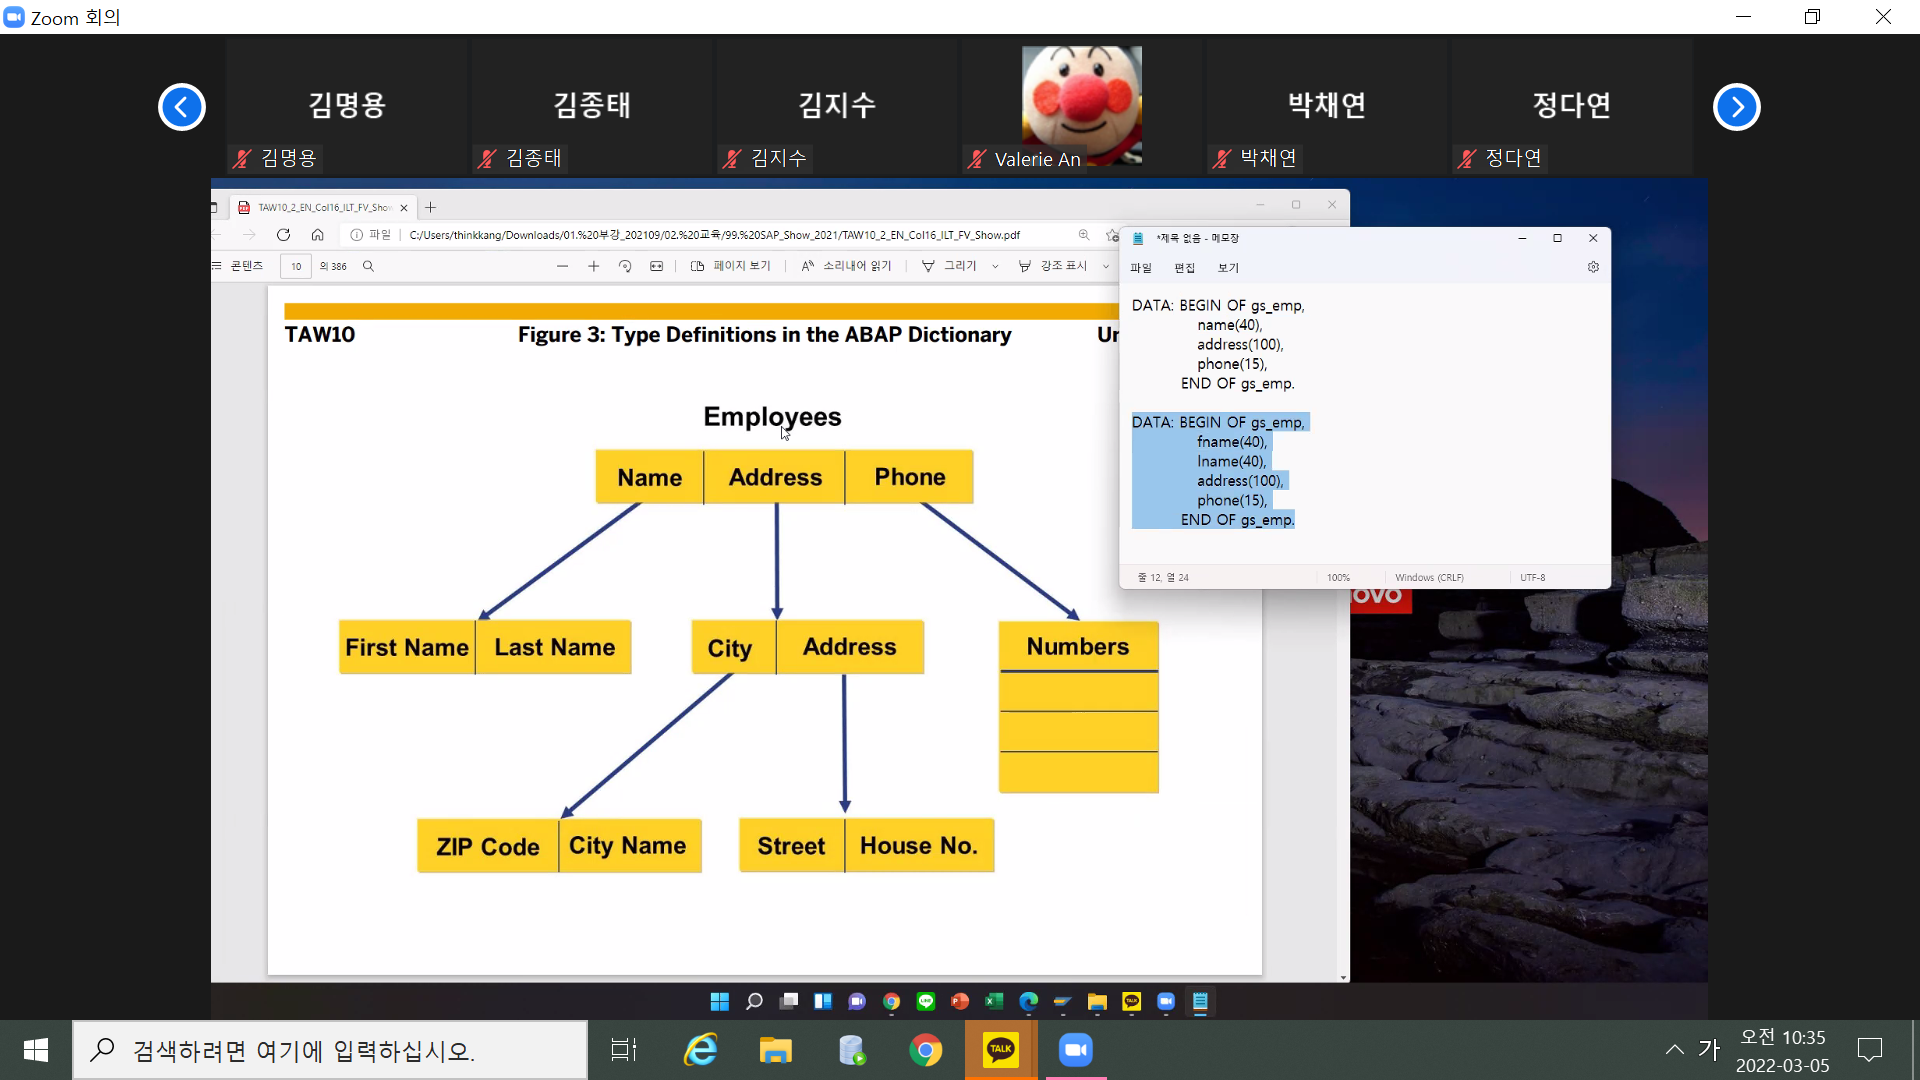 Zoom 회의
김명용
김종태
김지수
박채연
정다연
김명용
김종태
김지수
Valerie An
박채연
정다연
TAW10_2_EN_Col16_ILT_FV_Show
파일
C:/Users/thinkkang/Downloads/01.%20부강_202109/02.%20교육/99.%20SAP_Show_2021/TAW10_2_EN_Col16_ILT_FV_Show.pdf
콘텐츠
10
의 386
페이지 보기
소리내어 읽기
그리기
강조 표시
TAW10
Figure 3: Type Definitions in the ABAP Dictionary
Un
Employees
Name
Address
Phone
First Name
Last Name
City
Address
Numbers
ZIP Code
City Name
Street
House No.
*제목 없음 - 메모장
파일
편집
보기
DATA: BEGIN OF gs_emp,
name(40),
address(100),
phone(15),
END OF gs_emp.
DATA: BEGIN OF gs_emp,
fname(40),
lname(40),
address(100),
phone(15),
END OF gs_emp.
줄 12, 열 24
100%
Windows (CRLF)
UTF-8
novo
TALK
검색하려면 여기에 입력하십시오.
TALK
가
오전 10:35
2022-03-05